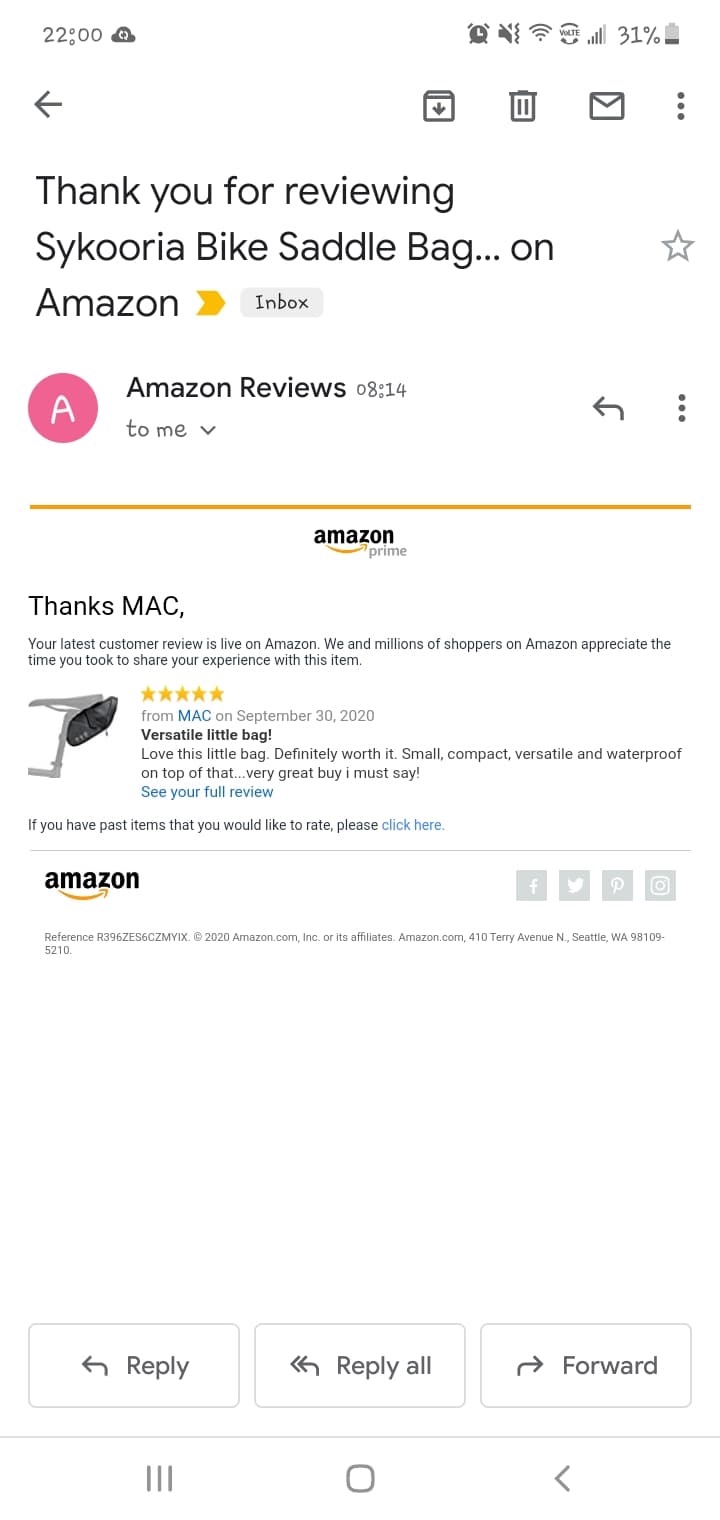 22:00
VoLTE
31%
Thank you for reviewing
Sykooria Bike Saddle Bag... on
Amazon Inbox
A
Amazon Reviews 08:14
to me
amazon
prime
Thanks MAC,
Your latest customer review is live on Amazon. We and millions of shoppers on Amazon appreciate the
time you took to share your experience with this item.
from MAC on September 30, 2020
Versatile little bag!
Love this little bag. Definitely worth it. Small, compact, versatile and waterproof
on top of that...very great buy i must say!
See your full review
If you have past items that you would like to rate, please click here.
amazon
Reference R396ZES6CZMYIX. © 2020 Amazon.com, Inc. or its affiliates. Amazon.com, 410 Terry Avenue N., Seattle, WA 98109-
5210.
Reply Reply all Forward